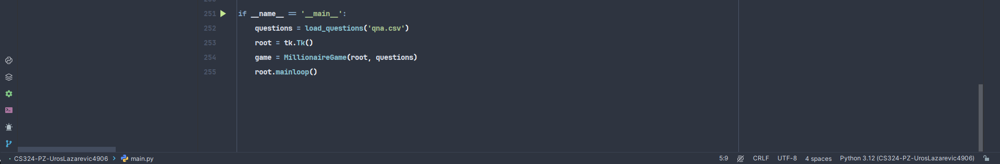 251 if __name__ == '__main__':
252 questions = load_questions('qna.csv')
253 root = tk.Tk()
254 game = MillionaireGame(root, questions)
255 root.mainloop()
CS324-PZ-UrosLazarevic4906 > main.py 5:9 CRLF UTF-8 4 spaces Python 3.12 (CS324-PZ-UrosLazarevic4906)